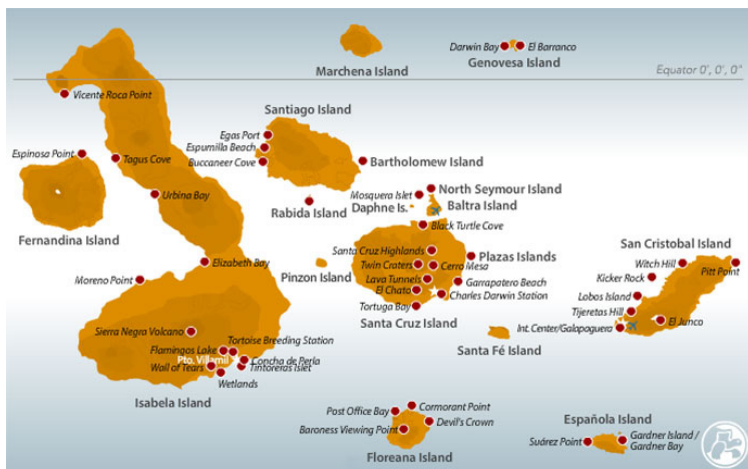 Darwin Bay
El Barranco
Genovesa Island
Marchena Island
Equator 0', 0', 0"
Vicente Roca Point
Santiago Island
Egas Port
Espumilla Beach
Buccaneer Cove
Espinosa Point
Tagus Cove
Bartholomew Island
Urbina Bay
Mosquera Islet
North Seymour Island
Daphne Is.
Baltra Island
Rabida Island
Black Turtle Cove
Fernandina Island
Santa Cruz Highlands
Plazas Islands
San Cristobal Island
Elizabeth Bay
Pinzon Island
Twin Craters
Cerro Mesa
Witch Hill
Pitt Point
Moreno Point
Lava Tunnels
Garrapatero Beach
Kicker Rock
El Chato
Charles Darwin Station
Lobos Island
Tortuga Bay
Tijeretas Hill
Santa Cruz Island
El Junco
Int. Center/Galapaguera
Sierra Negra Volcano
Tortoise Breeding Station
Santa Fé Island
Flamingos Lake
Pto. Villamil
Concha de Perla
Wall of Tears
Tintoreras Islet
Wetlands
Isabela Island
Cormorant Point
Post Office Bay
Devil's Crown
Baroness Viewing Point
Floreana Island
Española Island
Suárez Point
Gardner Island /
Gardner Bay